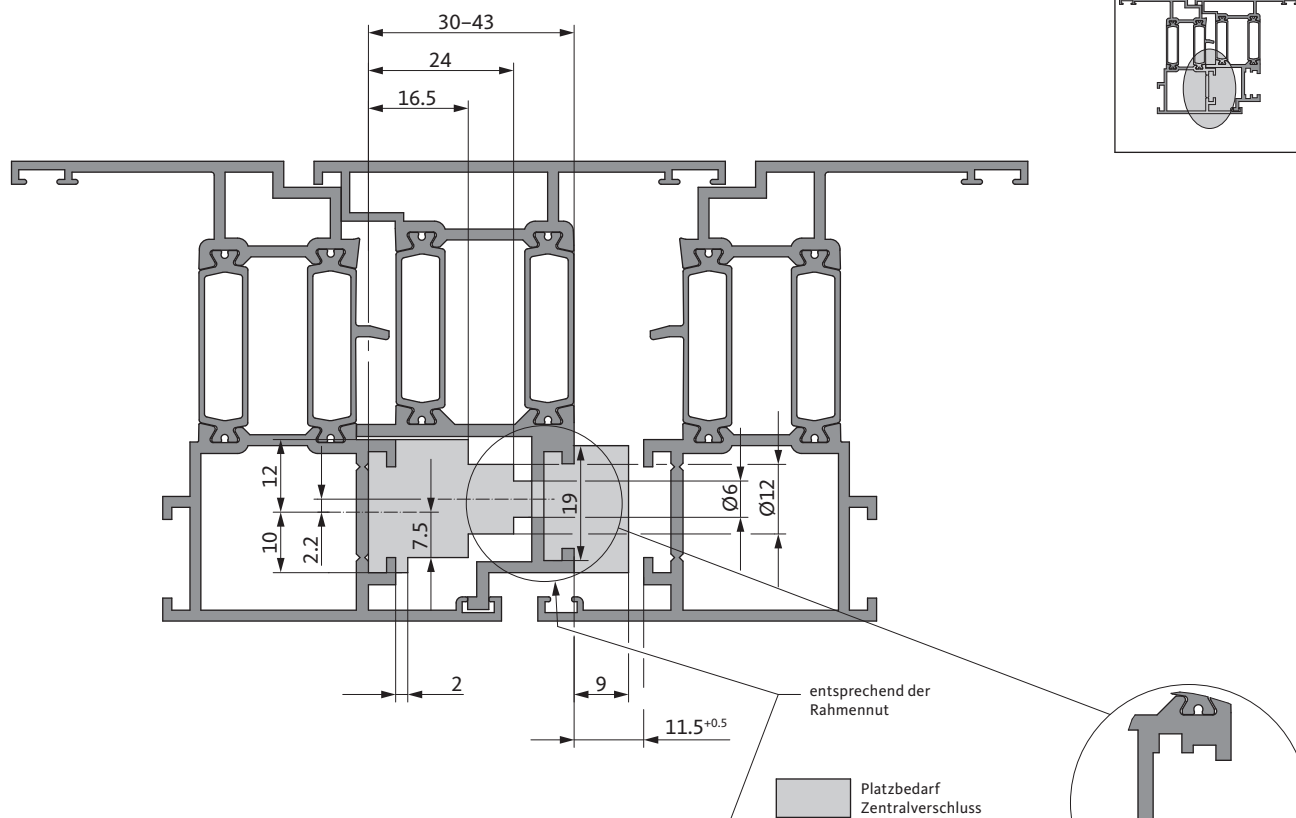 30–43
24
16.5
12
10
2.2
7.5
19
Ø6
Ø12
2
9
11.5+0.5
entsprechend der
Rahmennut
Platzbedarf
Zentralverschluss